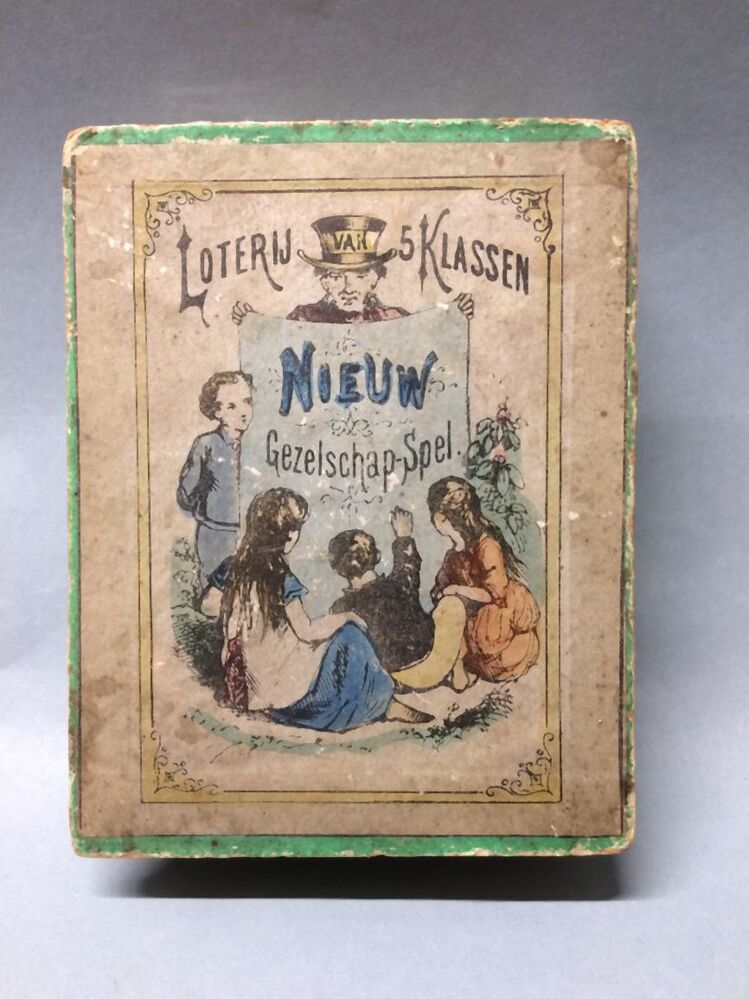 LOTERIJ VAN 5 KLASSEN
NIEUW
Gezelschap-Spel.